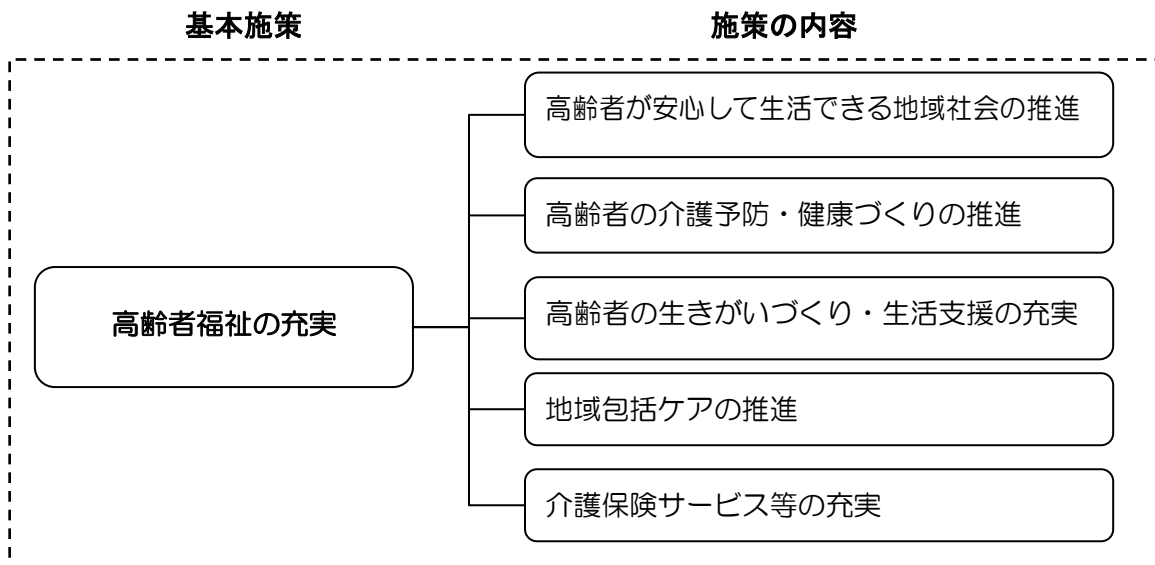 基本施策
施策の内容
高齢者が安心して生活できる地域社会の推進
高齢者の介護予防・健康づくりの推進
高齢者福祉の充実
高齢者の生きがいづくり・生活支援の充実
地域包括ケアの推進
介護保険サービス等の充実